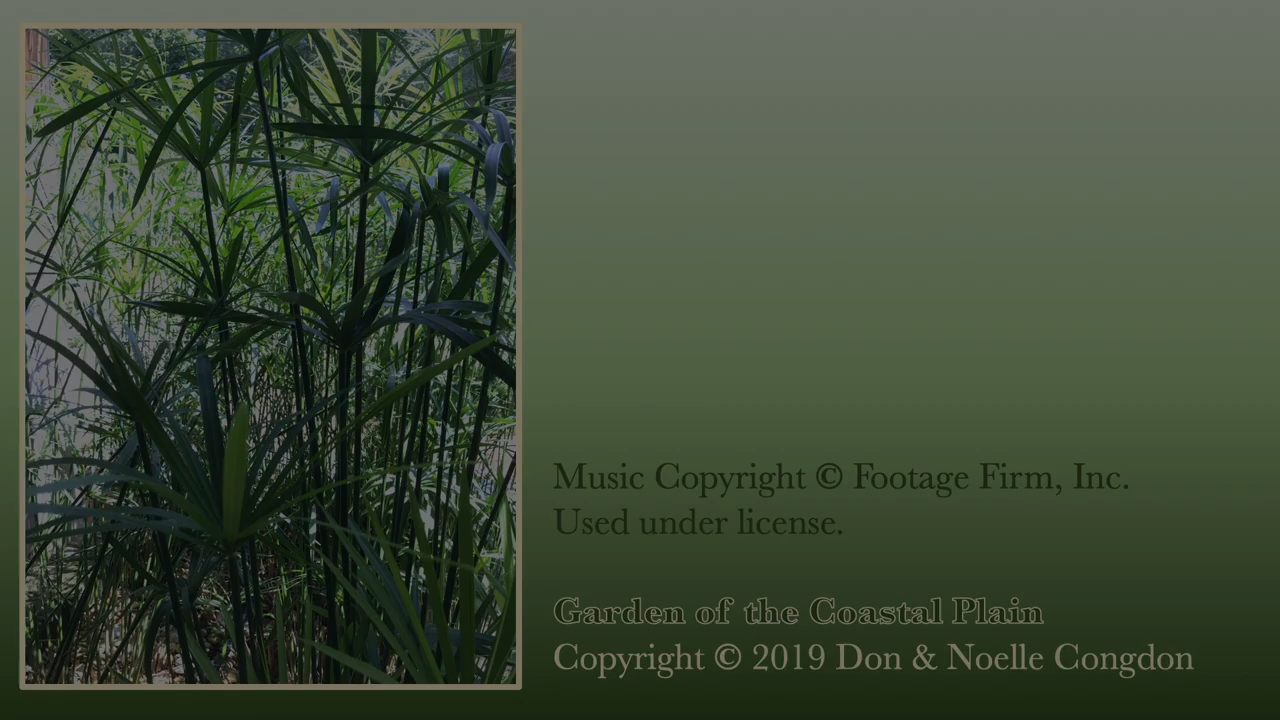 Music Copyright © Footage Firm, Inc.
Used under license.
Garden of the Coastal Plain
Copyright © 2019 Don & Noelle Congdon